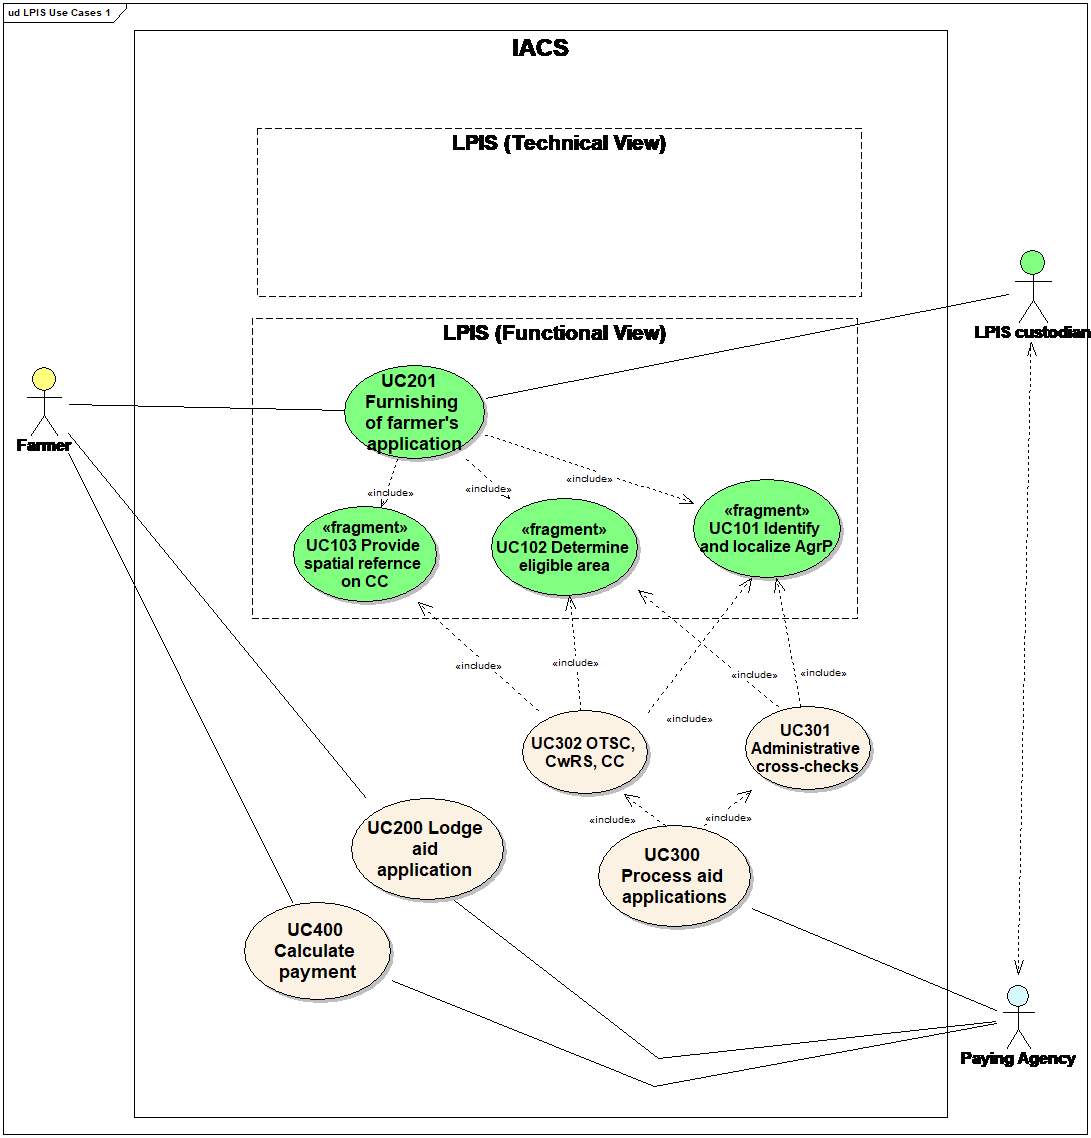 ud LPIS Use Cases 1
IACS
LPIS (Technical View)
LPIS (Functional View)
LPIS custodian
Farmer
UC201
Furnishing
of farmer's
application
«include»
«include»
«include»
«fragment»
UC103 Provide
spatial refernce
on CC
«fragment»
UC102 Determine
eligible area
«fragment»
UC101 Identify
and localize AgrP
«include»
«include»
«include»
«include»
«include»
UC302 OTSC,
CwRS, CC
UC301
Administrative
cross-checks
«include»
«include»
UC200 Lodge
aid
application
UC300
Process aid
applications
UC400
Calculate
payment
Paying Agency